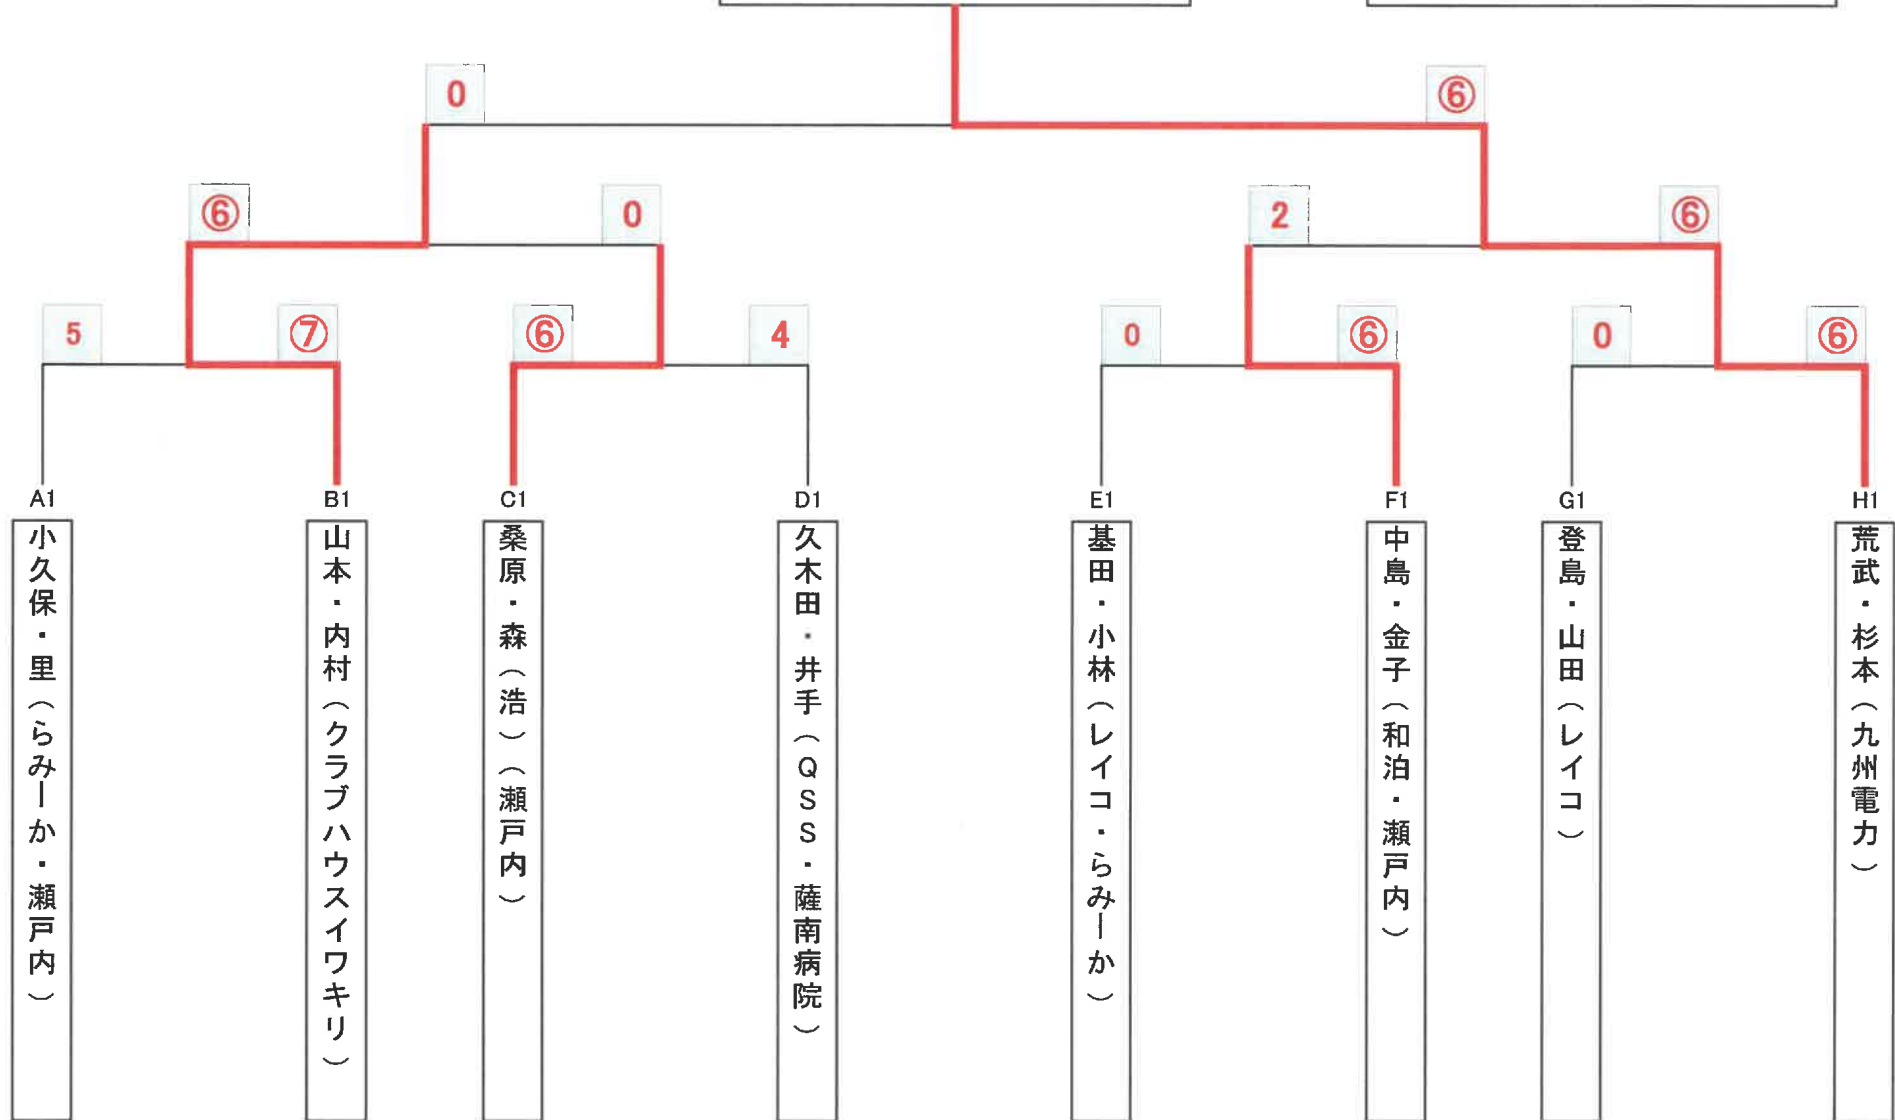 0
⑥
⑥
0
2
⑥
5
⑦
⑥
4
0
⑥
0
⑥
A1
B1
C1
D1
E1
F1
G1
H1
小久保・里（らみーか・瀬戸内）
山本・内村（クラブハウスイワキリ）
桑原・森（浩）（瀬戸内）
久木田・井手（QSS・薩南病院）
基田・小林（レイコ・らみーか）
中島・金子（和泊・瀬戸内）
登島・山田（レイコ）
荒武・杉本（九州電力）